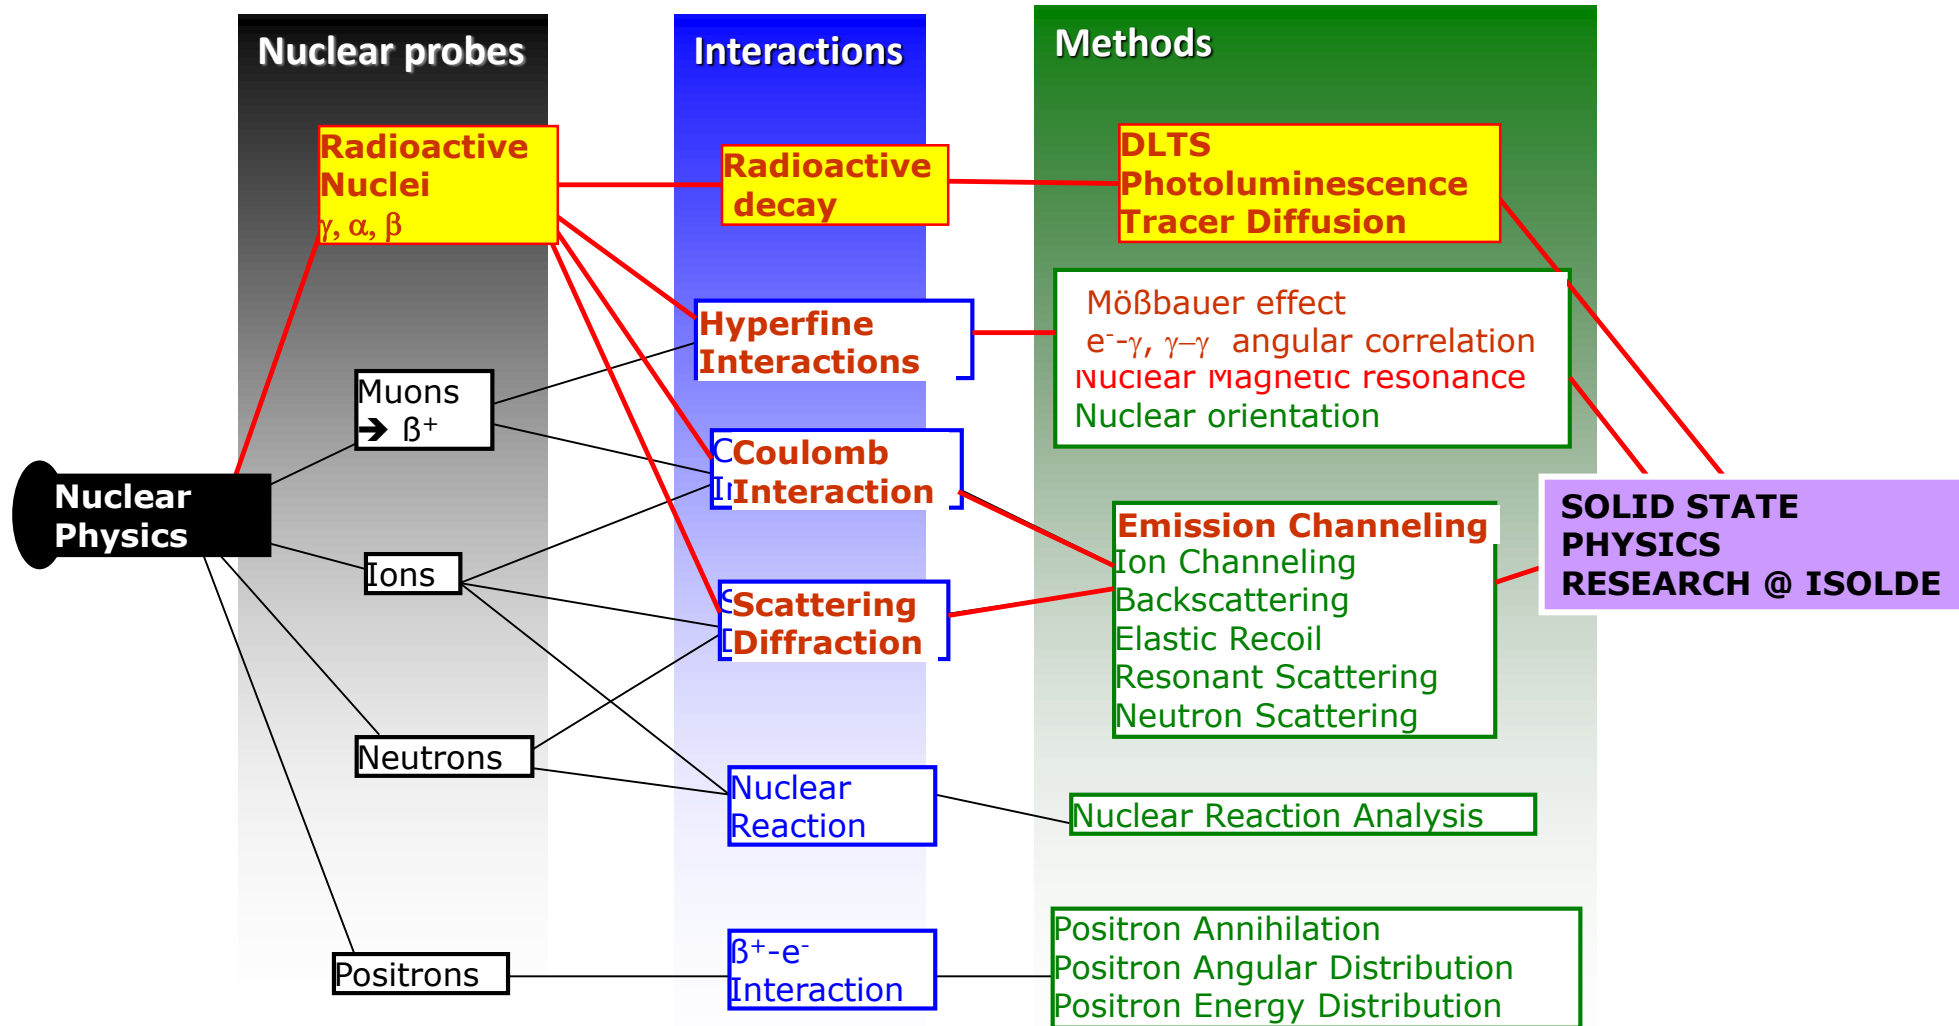 Nuclear probes
Interactions
Methods
Radioactive
Nuclei
γ, α, β
Radioactive
decay
DLTS
Photoluminescence
Tracer Diffusion
Hyperfine
Interactions
Mößbauer effect
e⁻-γ, γ–γ angular correlation
Nuclear Magnetic resonance
Nuclear orientation
Muons
➔ ß⁺
Coulomb
Interaction
Nuclear
Physics
SOLID STATE
PHYSICS
RESEARCH @ ISOLDE
Ions
Scattering
Diffraction
Emission Channeling
Ion Channeling
Backscattering
Elastic Recoil
Resonant Scattering
Neutron Scattering
Neutrons
Nuclear
Reaction
Nuclear Reaction Analysis
Positrons
ß⁺-e⁻
Interaction
Positron Annihilation
Positron Angular Distribution
Positron Energy Distribution